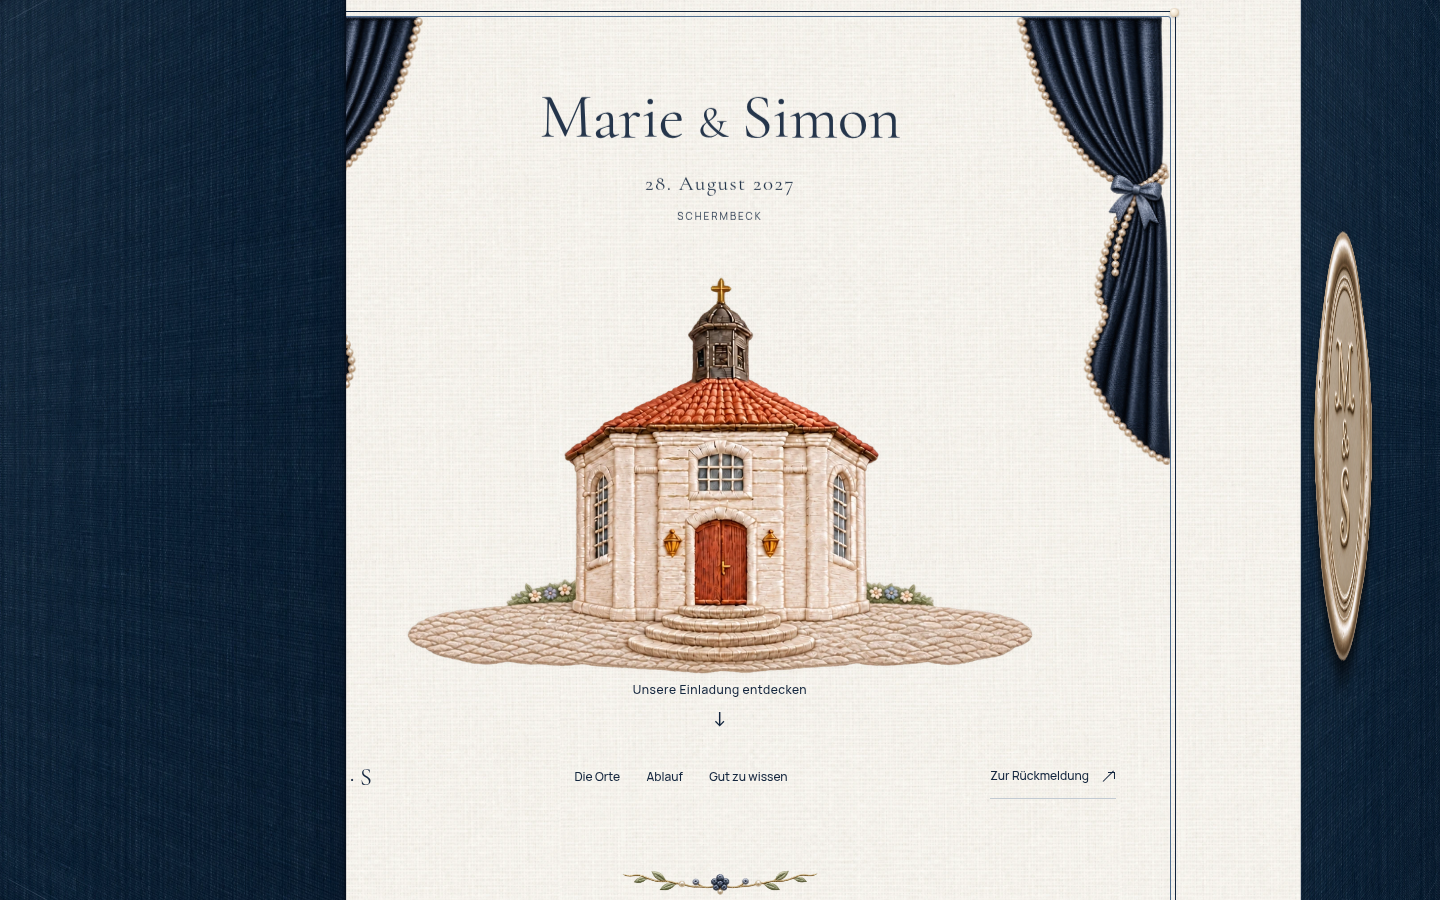 Marie & Simon
28. August 2027
SCHERMBECK
M
&
S
Unsere Einladung entdecken
↓
· S
Die Orte
Ablauf
Gut zu wissen
Zur Rückmeldung ↗